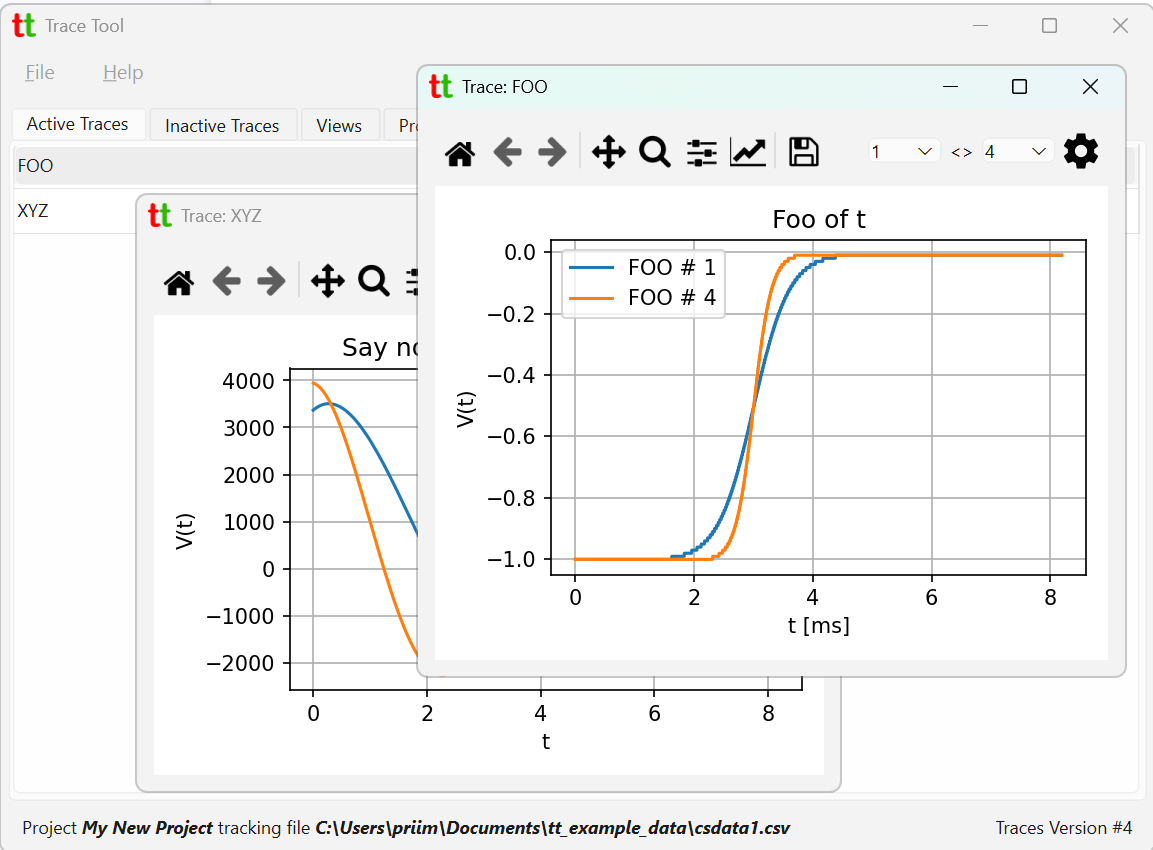 tt Trace Tool
File Help
Active Traces Inactive Traces Views
FOO
XYZ
tt Trace: FOO
1 <> 4
Foo of t
FOO # 1
FOO # 4
0.0
−0.2
−0.4
−0.6
−0.8
−1.0
V(t)
0 2 4 6 8
t [ms]
tt Trace: XYZ
Say
4000
3000
2000
1000
0
−1000
−2000
V(t)
0 2 4 6 8
t
Project My New Project tracking file C:\Users\priim\Documents\tt_example_data\csdata1.csv
Traces Version #4